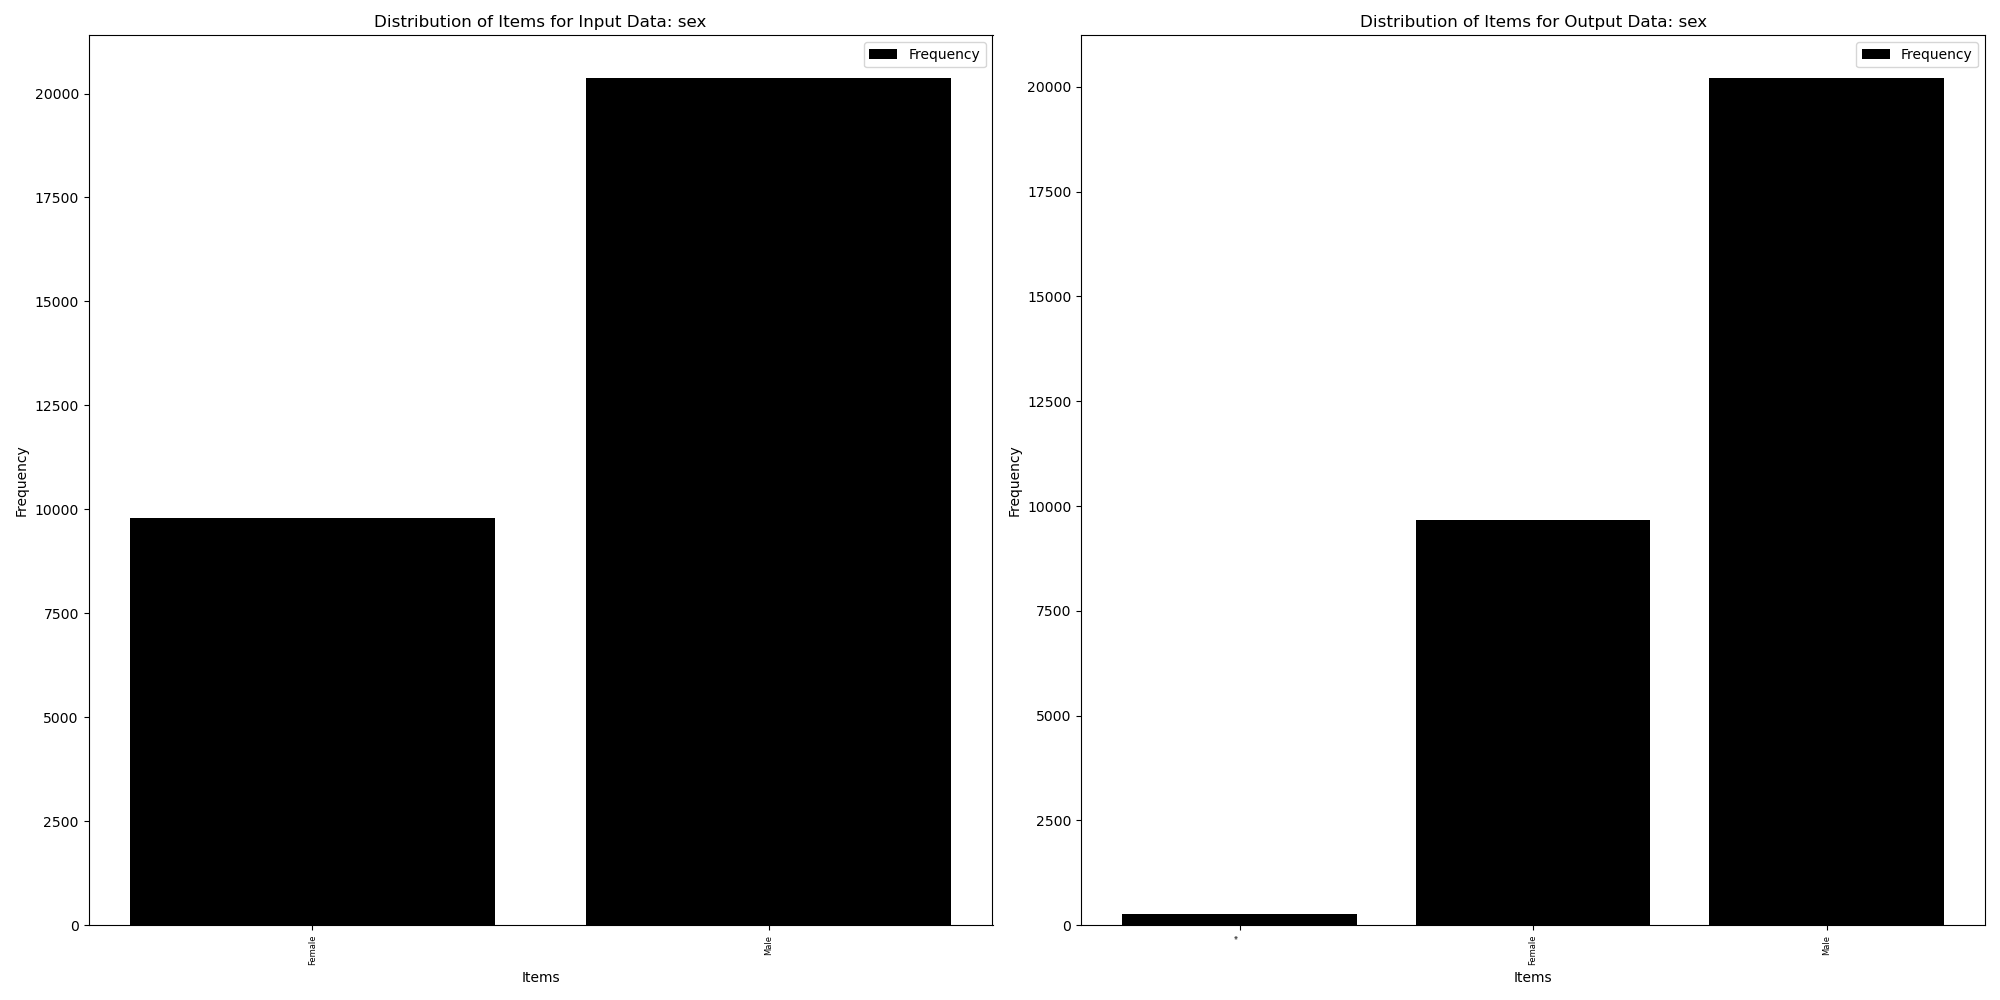 Distribution of Items for Input Data: sex
Frequency
20000
17500
15000
12500
10000
7500
5000
2500
0
Frequency
Female
Male
Items
Distribution of Items for Output Data: sex
Frequency
20000
17500
15000
12500
10000
7500
5000
2500
0
Frequency
*
Female
Male
Items